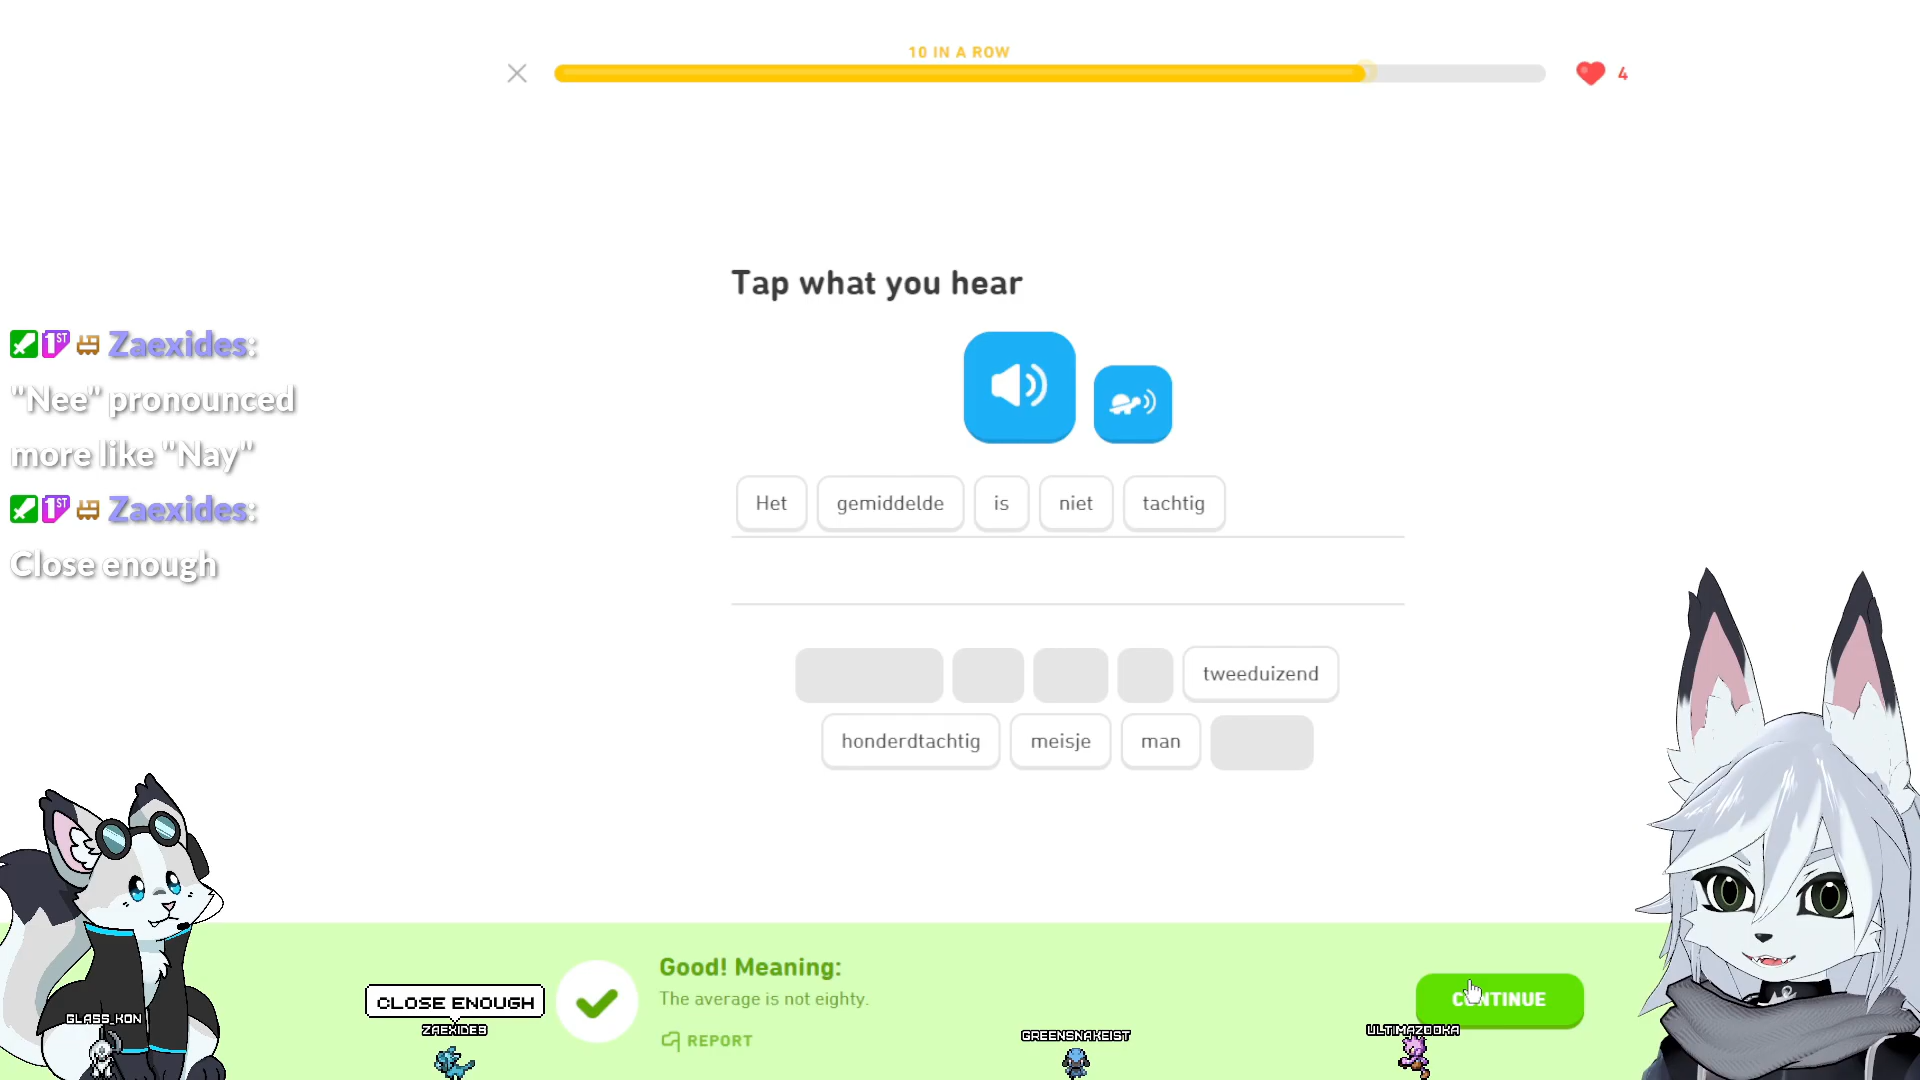 10 IN A ROW
4
Tap what you hear
1ST Zaexides:
"Nee" pronounced
more like "Nay"
1ST Zaexides:
Close enough
Het gemiddelde is niet tachtig
tweeduizend
honderdtachtig meisje man
Good! Meaning:
The average is not eighty.
REPORT
CONTINUE
CLOSE ENOUGH
GLASS_KON
ZAEXIDES
GREENSNAKEIST
ULTIMAZOOKA